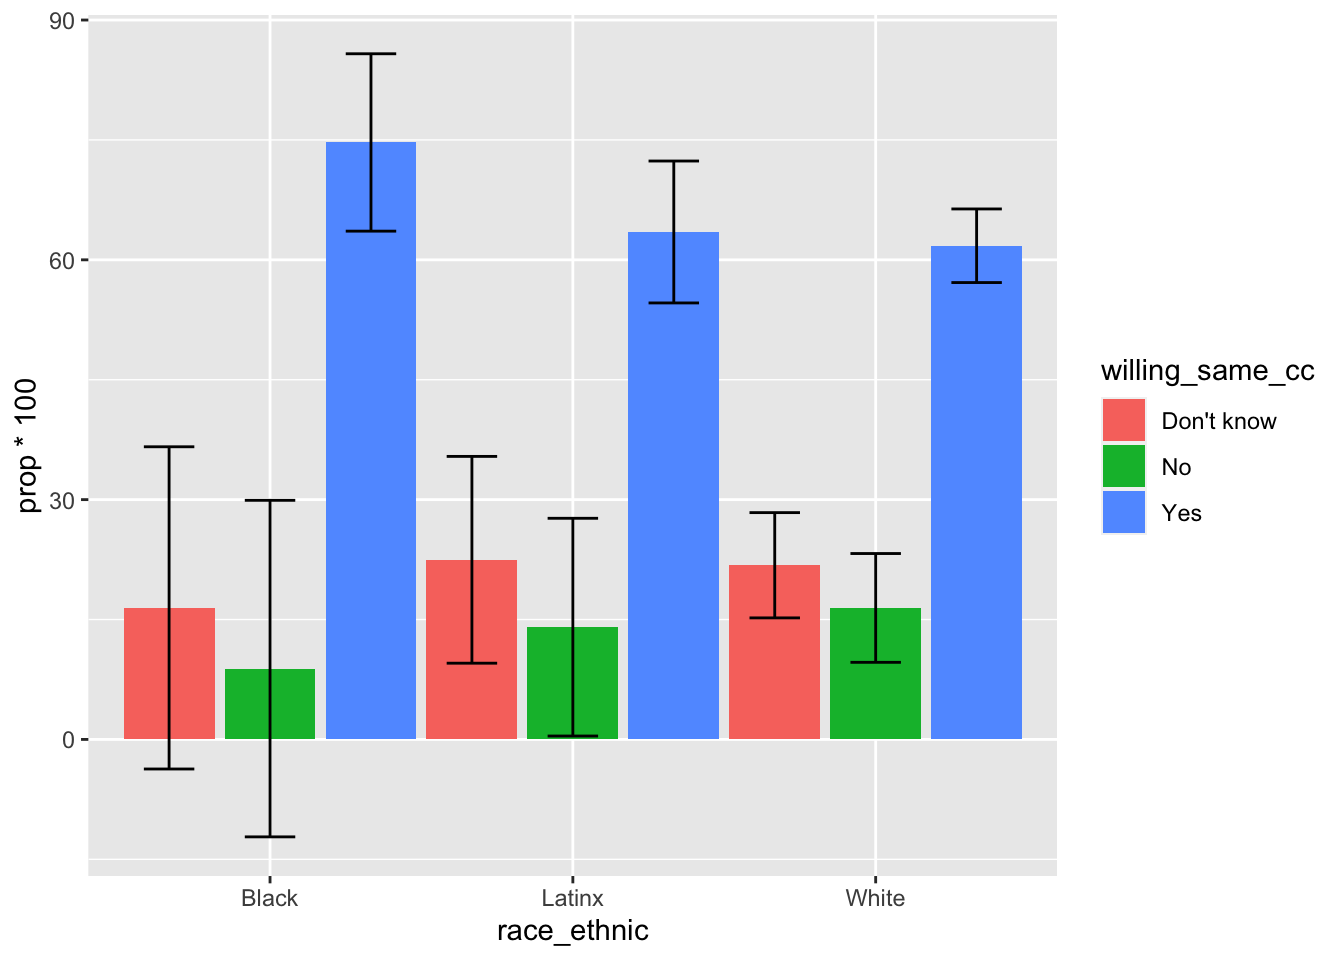 90
60
30
0
prop * 100
Black
Latinx
White
race_ethnic
willing_same_cc
Don't know
No
Yes